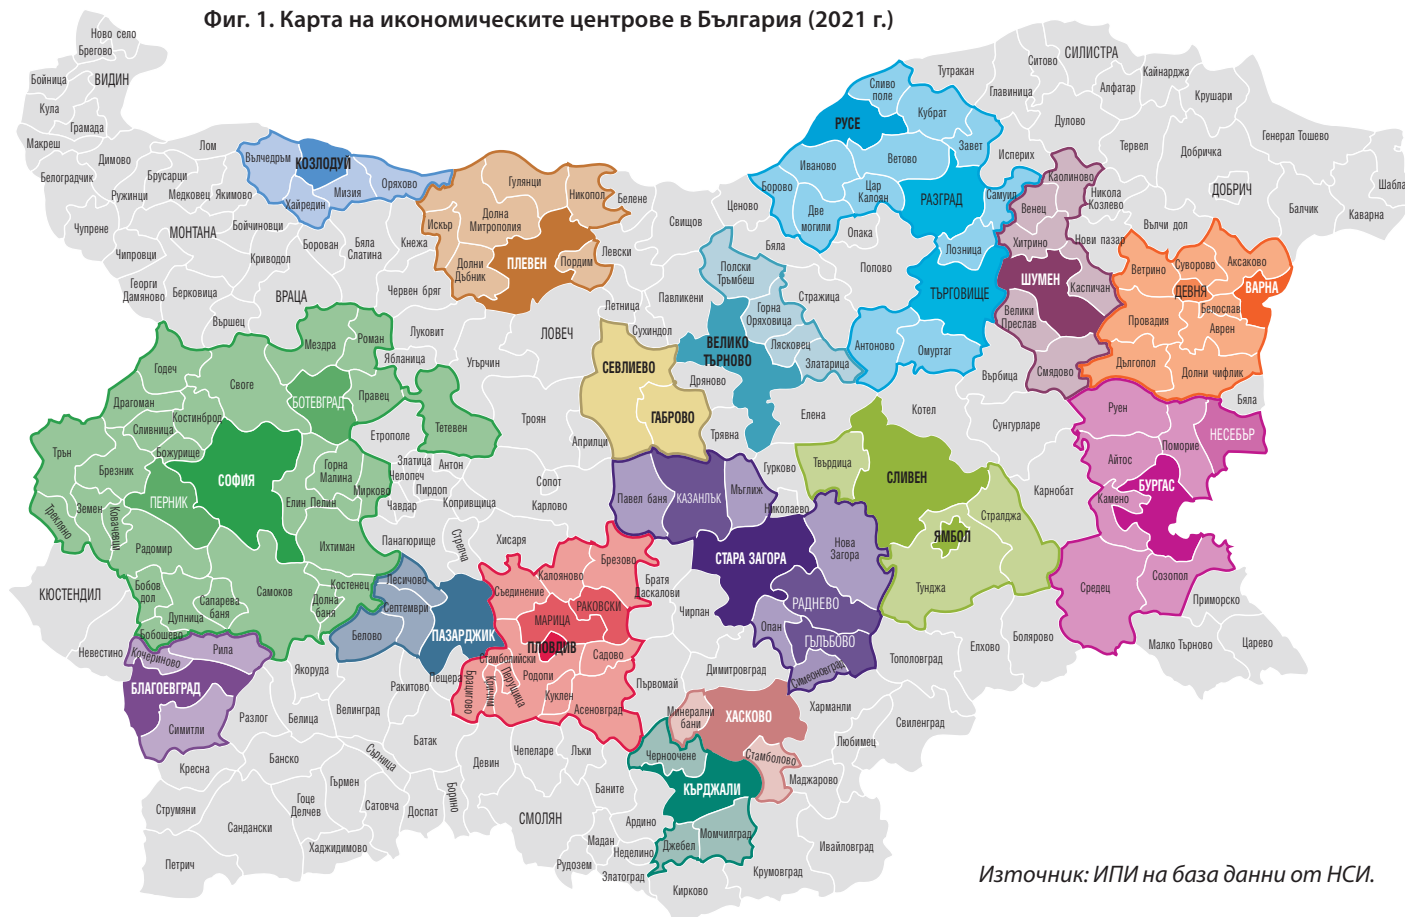 Фиг. 1. Карта на икономическите центрове в България (2021 г.)
Ново село
Брегово
ВИДИН
Бойница
Кула
Грамада
Макреш
Димово
Белоградчик
Ружинци
Чупрене
Лом
Брусарци
Медковец
Якимово
МОНТАНА
Бойчиновци
Чипровци
Георги
Дамяново
Берковица
Вършец
ВРАЦА
Криводол
Борован
Бяла
Слатина
Кнежа
Червен бряг
Вълчедръм
КОЗЛОДУЙ
Хайредин
Мизия
Оряхово
Гулянци
Никопол
Долна
Митрополия
Искър
ПЛЕВЕН
Долни
Дъбник
Пордим
Белене
Левски
Свищов
Летница
Павликени
Сухиндол
ЛОВЕЧ
Луковит
Ябланица
Угърчин
Троян
Априлци
СЕВЛИЕВО
ГАБРОВО
Дряново
Трявна
Полски
Тръмбеш
Бяла
Ценово
Горна
Оряховица
ВЕЛИКО
ТЪРНОВО
Лясковец
Златарица
Стражица
Елена
Сливо
поле
РУСЕ
Кубрат
Завет
Иваново
Ветово
Борово
Цар
Калоян
Две
могили
РАЗГРАД
Самуил
Исперих
Опака
Попово
Лозница
ТЪРГОВИЩЕ
Антоново
Омуртаг
Тутракан
Главиница
Ситово
СИЛИСТРА
Кайнарджа
Алфатар
Дулово
Крушари
Тервел
Генерал Тошево
Добричка
ДОБРИЧ
Шабла
Балчик
Каварна
Каолиново
Никола
Козлево
Венец
Хитрино
Нови пазар
ШУМЕН
Каспичан
Велики
Преслав
Смядово
Върбица
Вълчи дол
Ветрино
Суворово
Аксаково
ДЕВНЯ
ВАРНА
Белослав
Провадия
Аврен
Дългопол
Долни чифлик
Бяла
Руен
НЕСЕБЪР
Поморие
Айтос
БУРГАС
Камено
Средец
Созопол
Приморско
Малко Търново
Царево
Котел
Сунгурларе
Карнобат
Твърдица
СЛИВЕН
Стралджа
ЯМБОЛ
Тунджа
Болярово
Елхово
Тополовград
Гурково
Николаево
Павел баня
КАЗАНЛЪК
Мъглиж
СТАРА ЗАГОРА
Нова
Загора
РАДНЕВО
Опан
ГЪЛЪБОВО
Симеоновград
Братя
Даскалови
Чирпан
Димитровград
Мездра
Роман
Годеч
Своге
БОТЕВГРАД
Правец
Тетевен
Етрополе
Драгоман
Костинброд
Сливница
Божурище
Трън
Брезник
СОФИЯ
ПЕРНИК
Горна
Малина
Мирково
Елин Пелин
Трекляно
Земен
Ковачевци
Радомир
Ихтиман
Бобов
дол
Дупница
Сапарева
баня
Самоков
Костенец
Долна
баня
Бобошево
КЮСТЕНДИЛ
Невестино
Златица
Челопеч
Антон
Пирдоп
Чавдар
Копривщица
Панагюрище
Стрелча
Сопот
Карлово
Хисаря
Лесичово
Септември
Белово
ПАЗАРДЖИК
Пещера
Ракитово
Велинград
Батак
Брезово
Калояново
Съединение
РАКОВСКИ
МАРИЦА
ПЛОВДИВ
Стамболийски
Садово
Родопи
Перущица
Кричим
Брацигово
Куклен
Асеновград
Първомай
Кочериново
Рила
БЛАГОЕВГРАД
Симитли
Якоруда
Разлог
Белица
Банско
Кресна
Струмяни
Сандански
Петрич
Гоце
Делчев
Гърмен
Хаджидимово
Сатовча
Сърница
Доспат
Борино
Девин
Чепеларе
Лъки
СМОЛЯН
Баните
Мадан
Рудозем
Неделино
Златоград
Ардино
Минерални
бани
ХАСКОВО
Стамболово
Харманли
Свиленград
Любимец
Маджарово
Черноочене
КЪРДЖАЛИ
Момчилград
Джебел
Кирково
Крумовград
Ивайловград
Източник: ИПИ на база данни от НСИ.